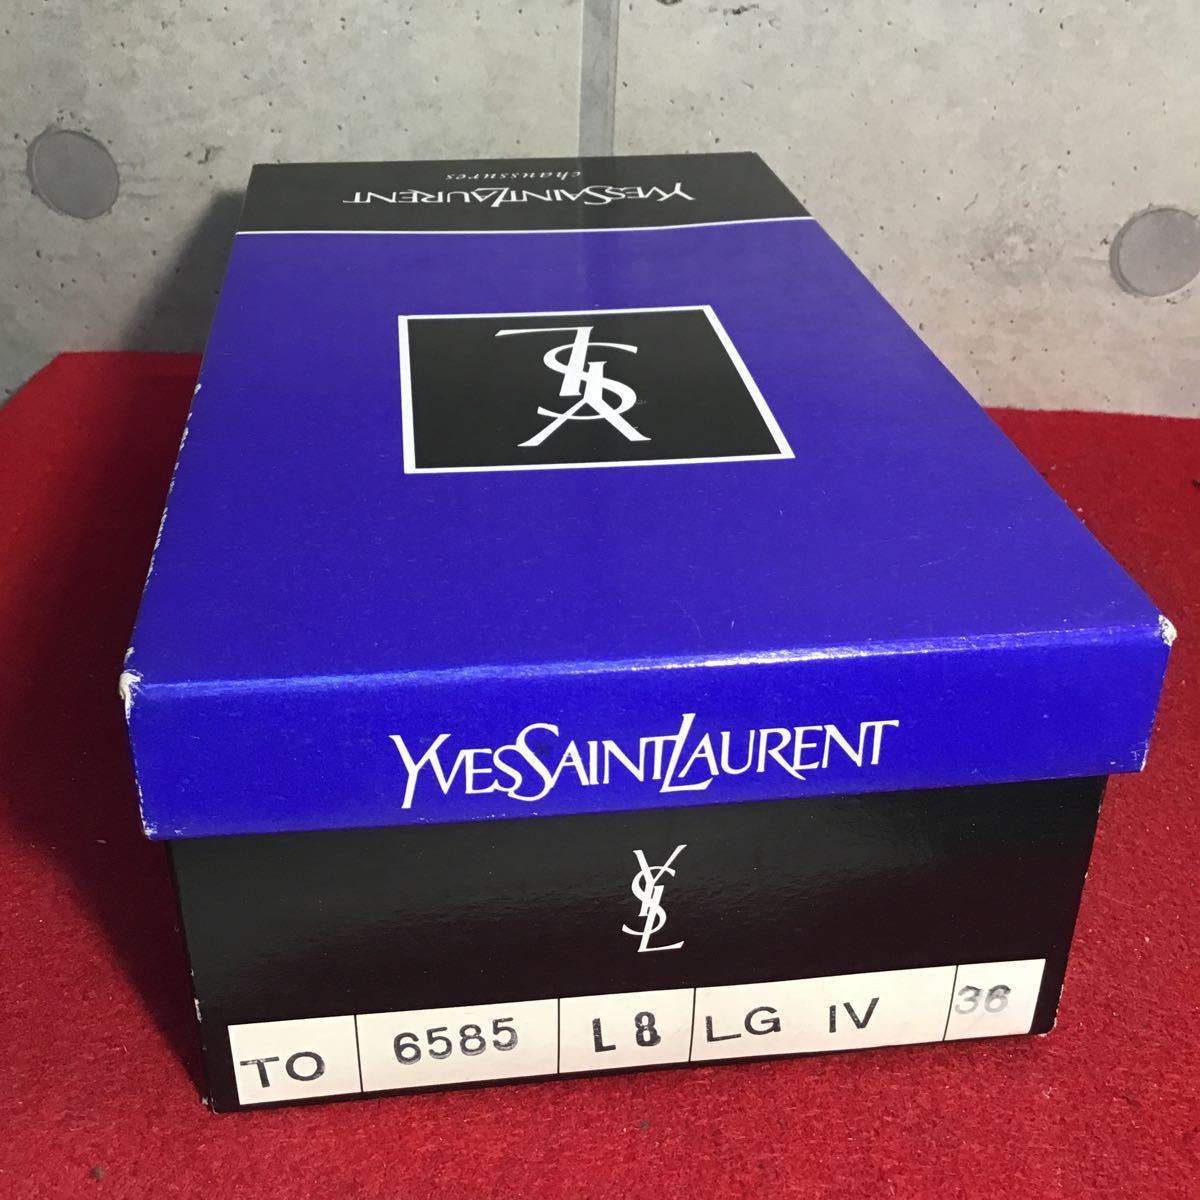 YVESSAINTLAURENT
chaussures
YSL
YVESSAINTLAURENT
YSL
TO 6585 L8 LG IV 36